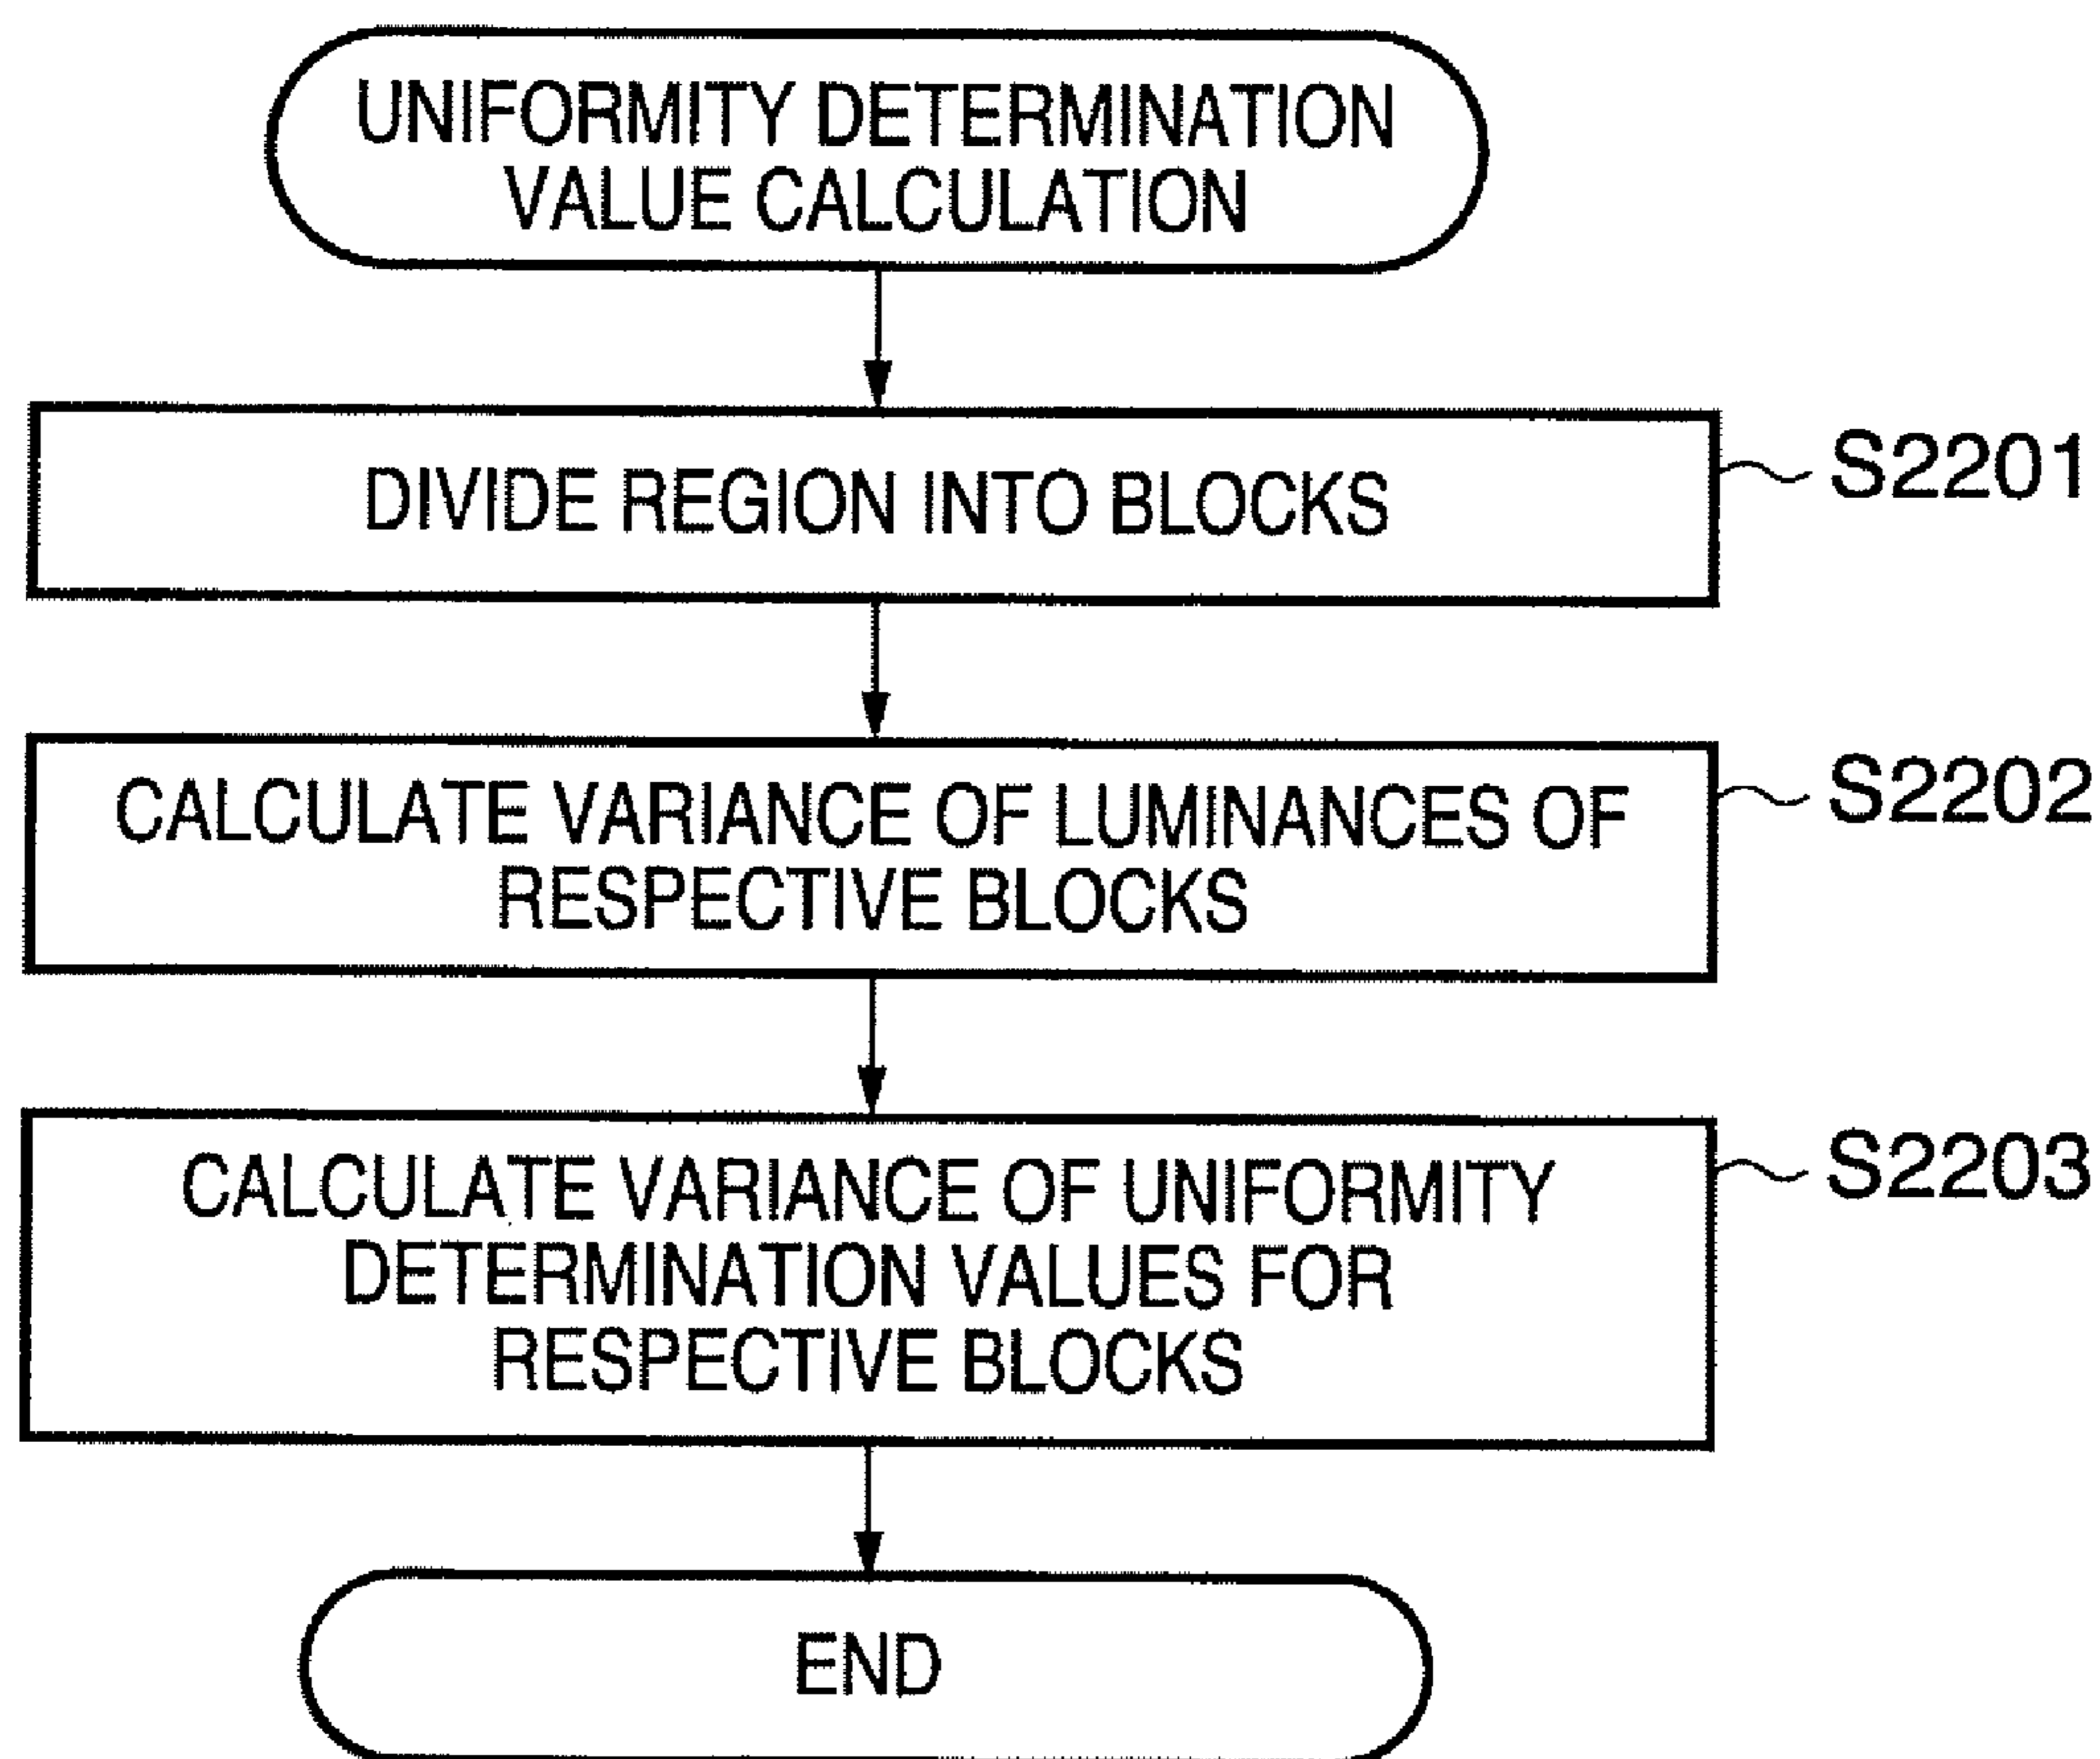 UNIFORMITY DETERMINATION
VALUE CALCULATION
DIVIDE REGION INTO BLOCKS
S2201
CALCULATE VARIANCE OF LUMINANCES OF
RESPECTIVE BLOCKS
S2202
CALCULATE VARIANCE OF UNIFORMITY
DETERMINATION VALUES FOR
RESPECTIVE BLOCKS
S2203
END